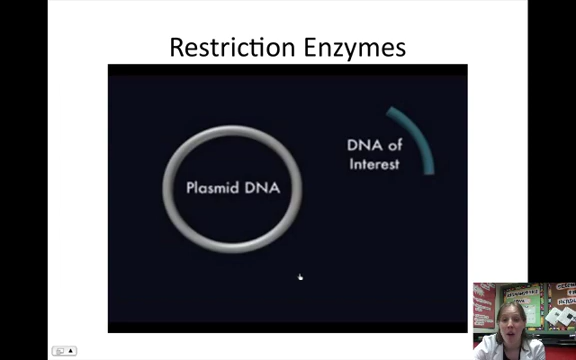 Restriction Enzymes
Plasmid DNA
DNA of
Interest